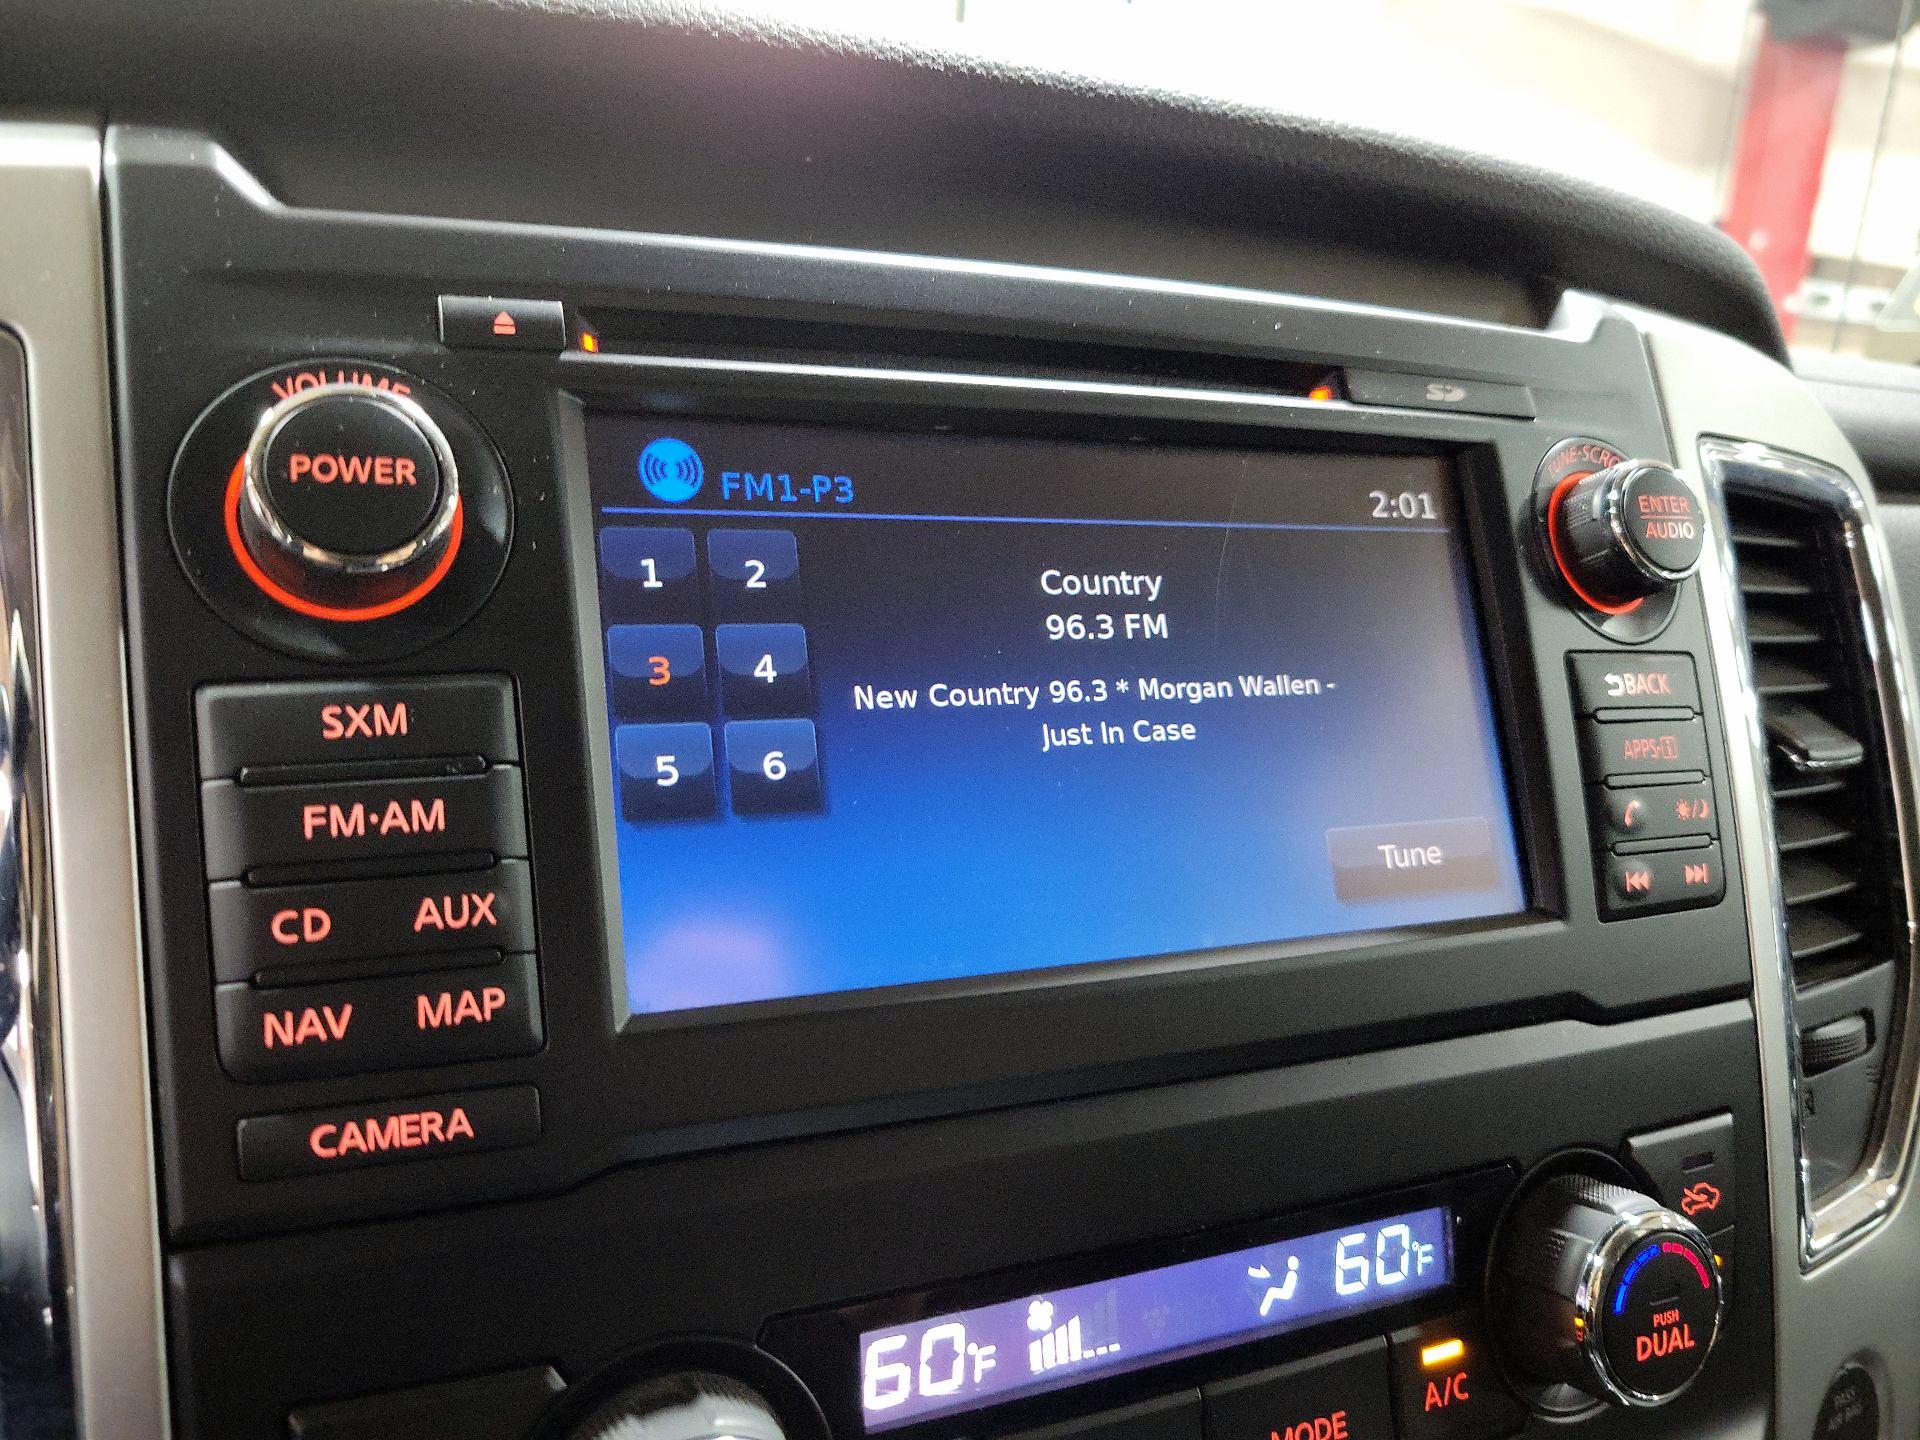 VOLUME
POWER
SXM
FM·AM
CD AUX
NAV MAP
CAMERA
SD
FM1-P3
2:01
1 2
3 4
5 6
Country
96.3 FM
New Country 96.3 * Morgan Wallen -
Just In Case
Tune
TUNE·SCRO
ENTER
AUDIO
BACK
APPS·i
60°F
60°F
A/C
MODE
PUSH
DUAL